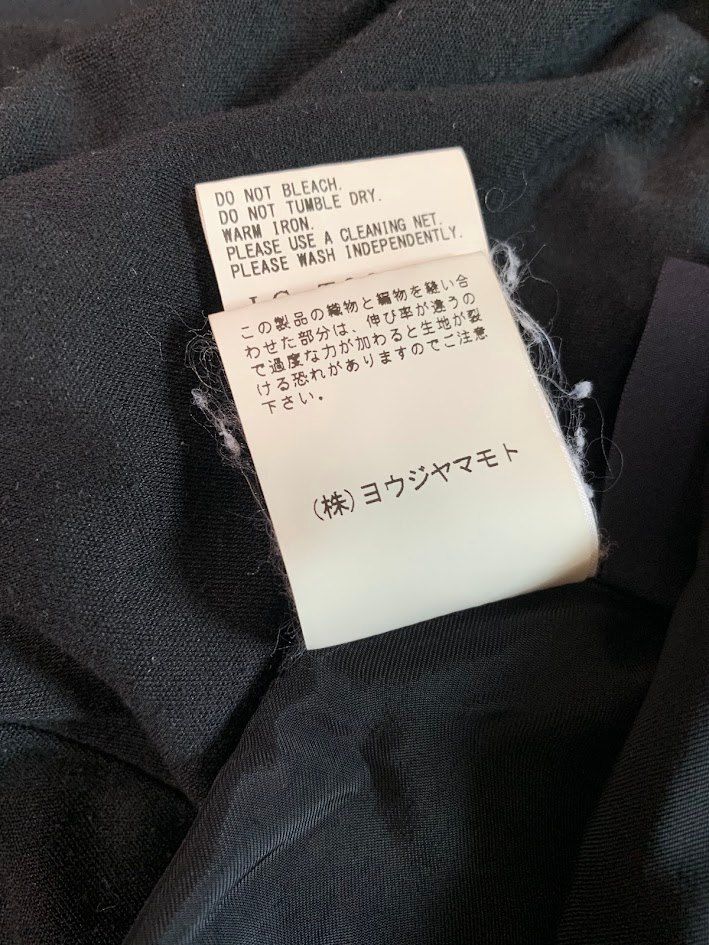 DO NOT BLEACH.
DO NOT TUMBLE DRY.
WARM IRON.
PLEASE USE A CLEANING NET.
PLEASE WASH INDEPENDENTLY.
この製品の織物と編物を縫い合
わせた部分は、伸び率が違うの
で過度な力が加わると生地が裂
ける恐れがありますのでご注意
下さい。
(株)ヨウジヤマモト